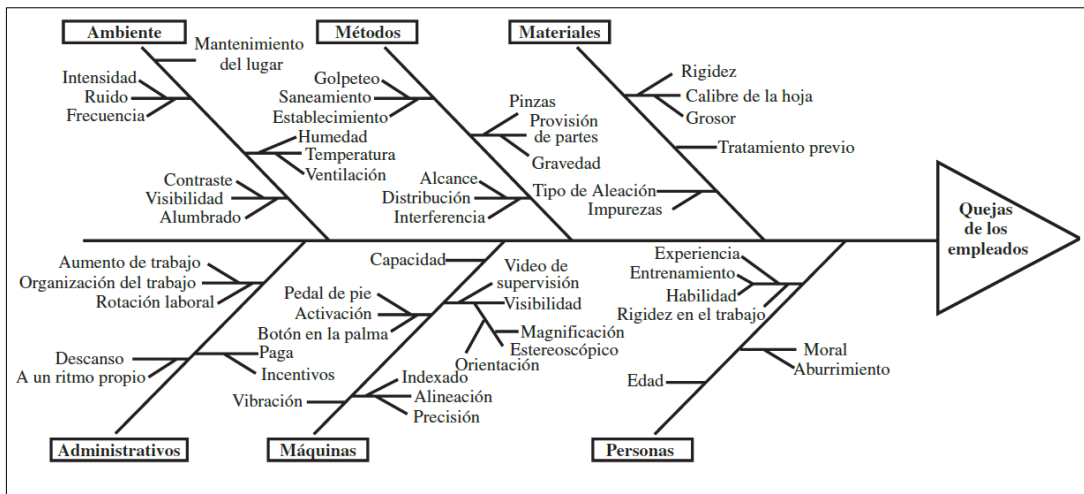 Ambiente
Mantenimiento
del lugar
Intensidad
Ruido
Frecuencia
Humedad
Temperatura
Ventilación
Contraste
Visibilidad
Alumbrado
Métodos
Golpeteo
Saneamiento
Establecimiento
Pinzas
Provisión
de partes
Gravedad
Alcance
Distribución
Interferencia
Materiales
Rigidez
Calibre de la hoja
Grosor
Tratamiento previo
Tipo de Aleación
Impurezas
Quejas
de los
empleados
Aumento de trabajo
Organización del trabajo
Rotación laboral
Descanso
A un ritmo propio
Paga
Incentivos
Administrativos
Capacidad
Video de
supervisión
Visibilidad
Pedal de pie
Activación
Botón en la palma
Magnificación
Estereoscópico
Orientación
Indexado
Alineación
Precisión
Vibración
Máquinas
Experiencia
Entrenamiento
Habilidad
Rigidez en el trabajo
Moral
Aburrimiento
Edad
Personas